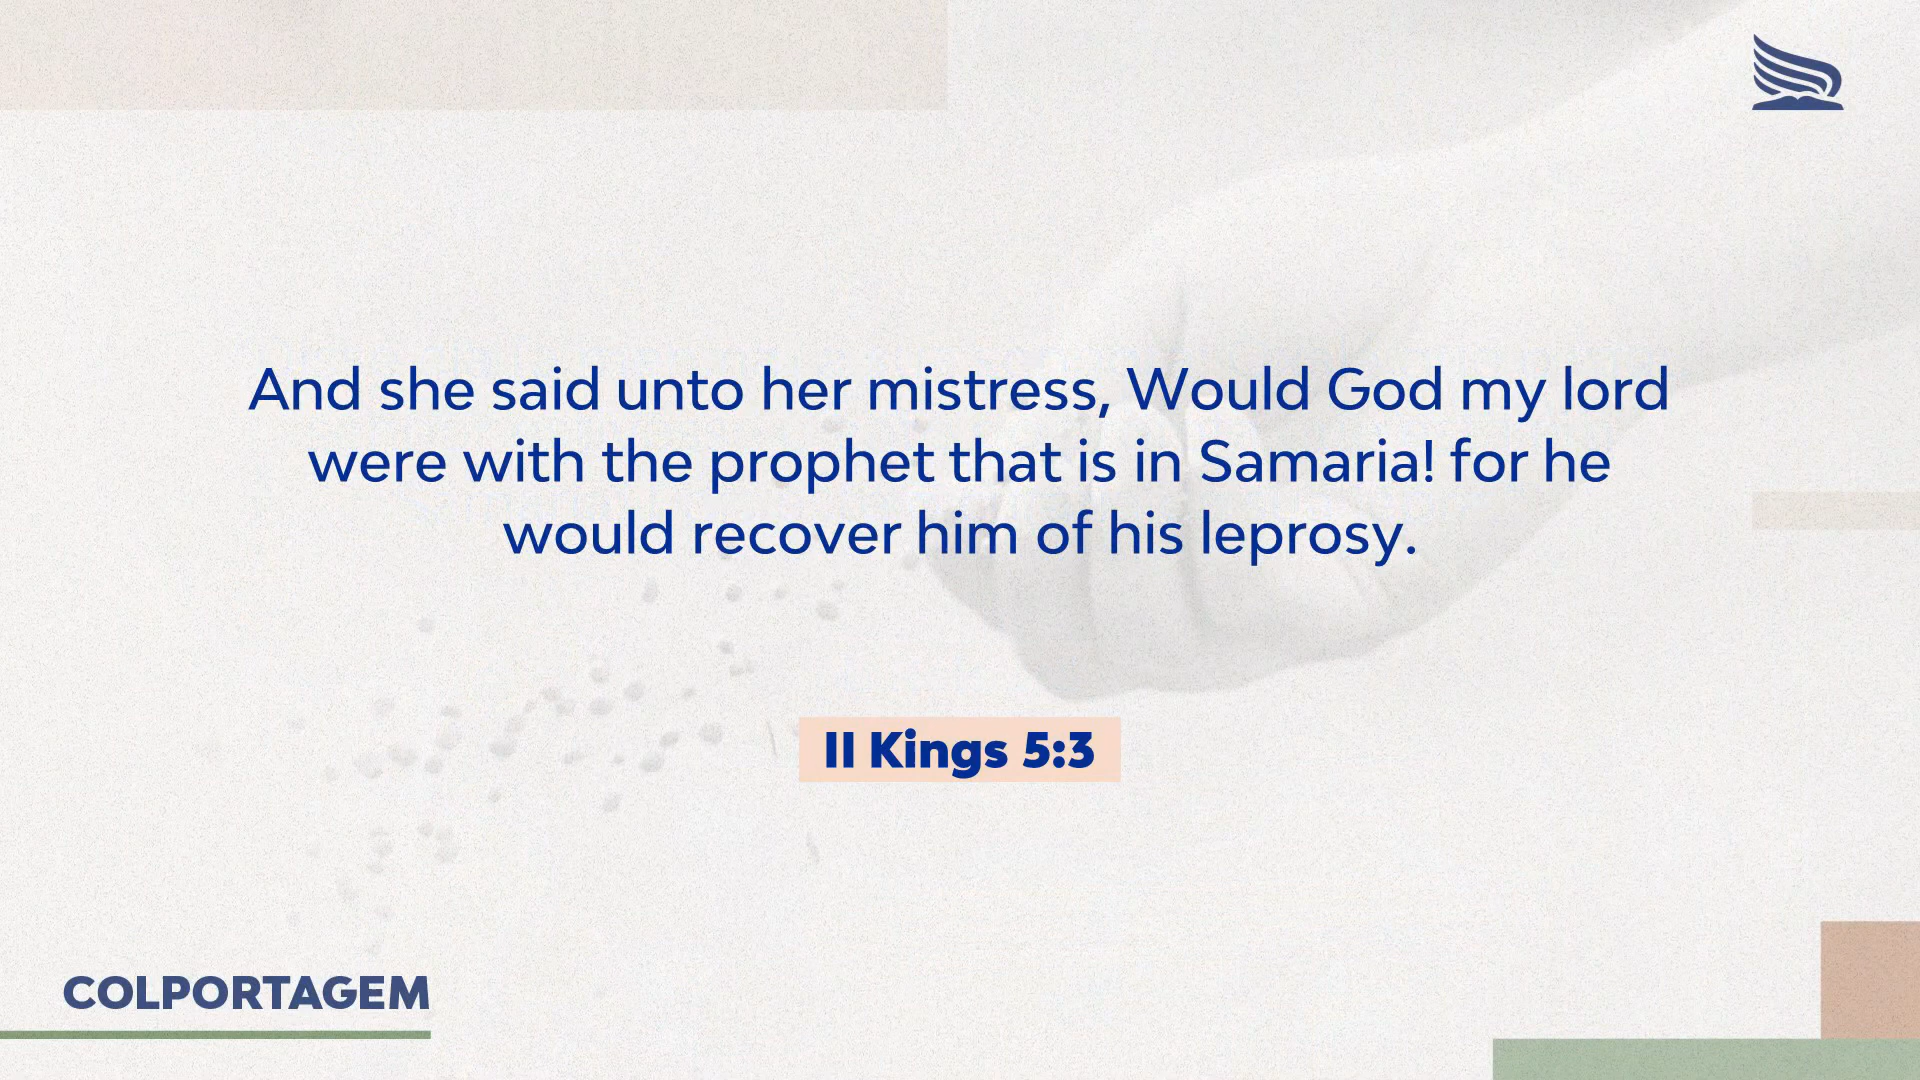 And she said unto her mistress, Would God my lord
were with the prophet that is in Samaria! for he
would recover him of his leprosy.
II Kings 5:3
COLPORTAGEM